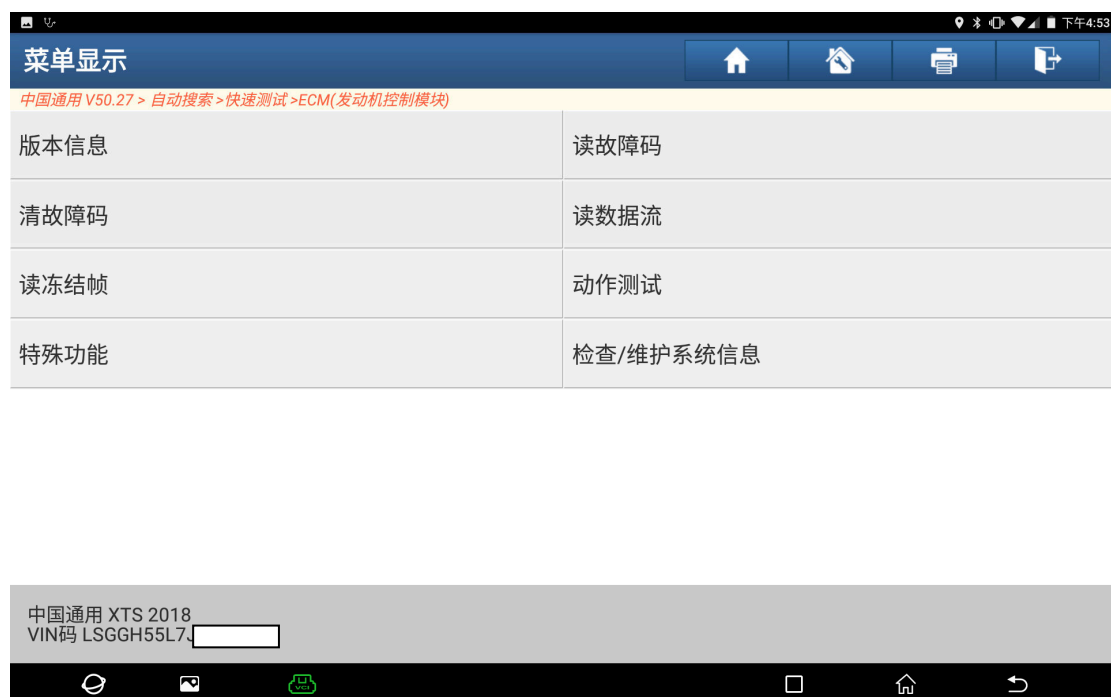 下午4:53
菜单显示
中国通用 V50.27 > 自动搜索 >快速测试 >ECM(发动机控制模块)
版本信息
读故障码
清故障码
读数据流
读冻结帧
动作测试
特殊功能
检查/维护系统信息
中国通用 XTS 2018
VIN码 LSGGH55L7J
VCI